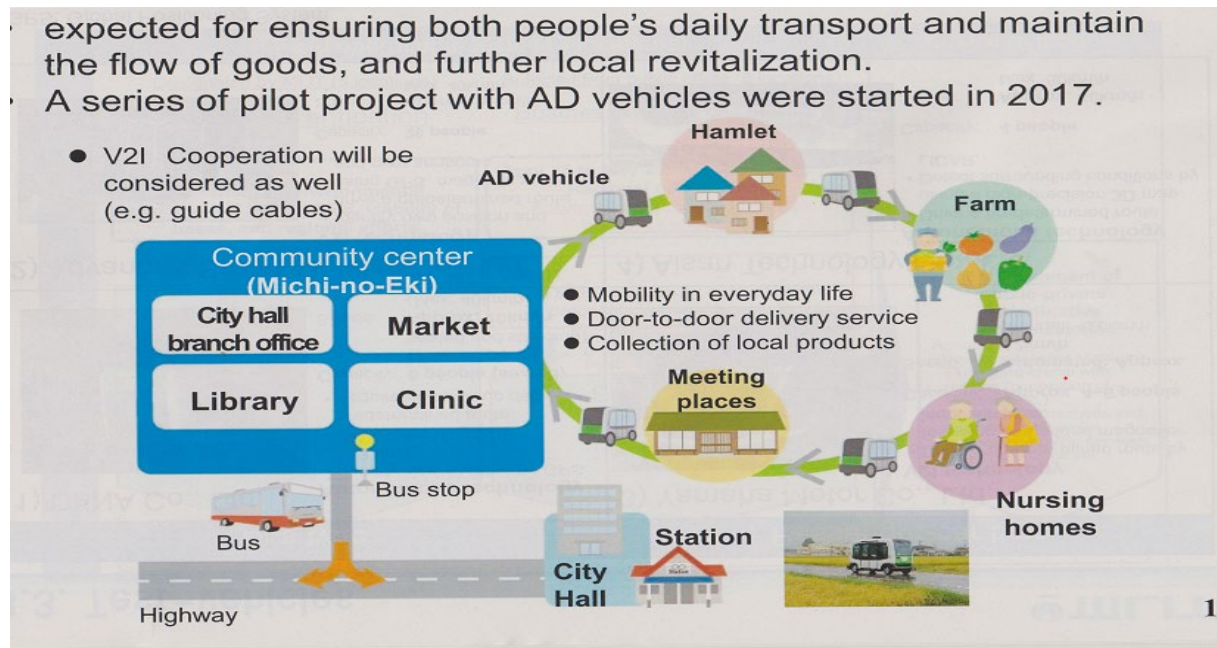 expected for ensuring both people's daily transport and maintain
the flow of goods, and further local revitalization.
A series of pilot project with AD vehicles were started in 2017.
● V2I Cooperation will be
considered as well
(e.g. guide cables)
AD vehicle
Hamlet
Farm
Community center
(Michi-no-Eki)
City hall
branch office
Market
Library
Clinic
● Mobility in everyday life
● Door-to-door delivery service
● Collection of local products
Meeting
places
Nursing
homes
Bus stop
Bus
Highway
City
Hall
Station
1